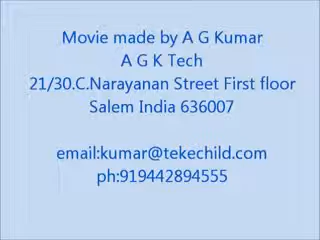 Movie made by A G Kumar
A G K Tech
21/30.C.Narayanan Street First floor
Salem India 636007
email:kumar@tekechild.com
ph:919442894555